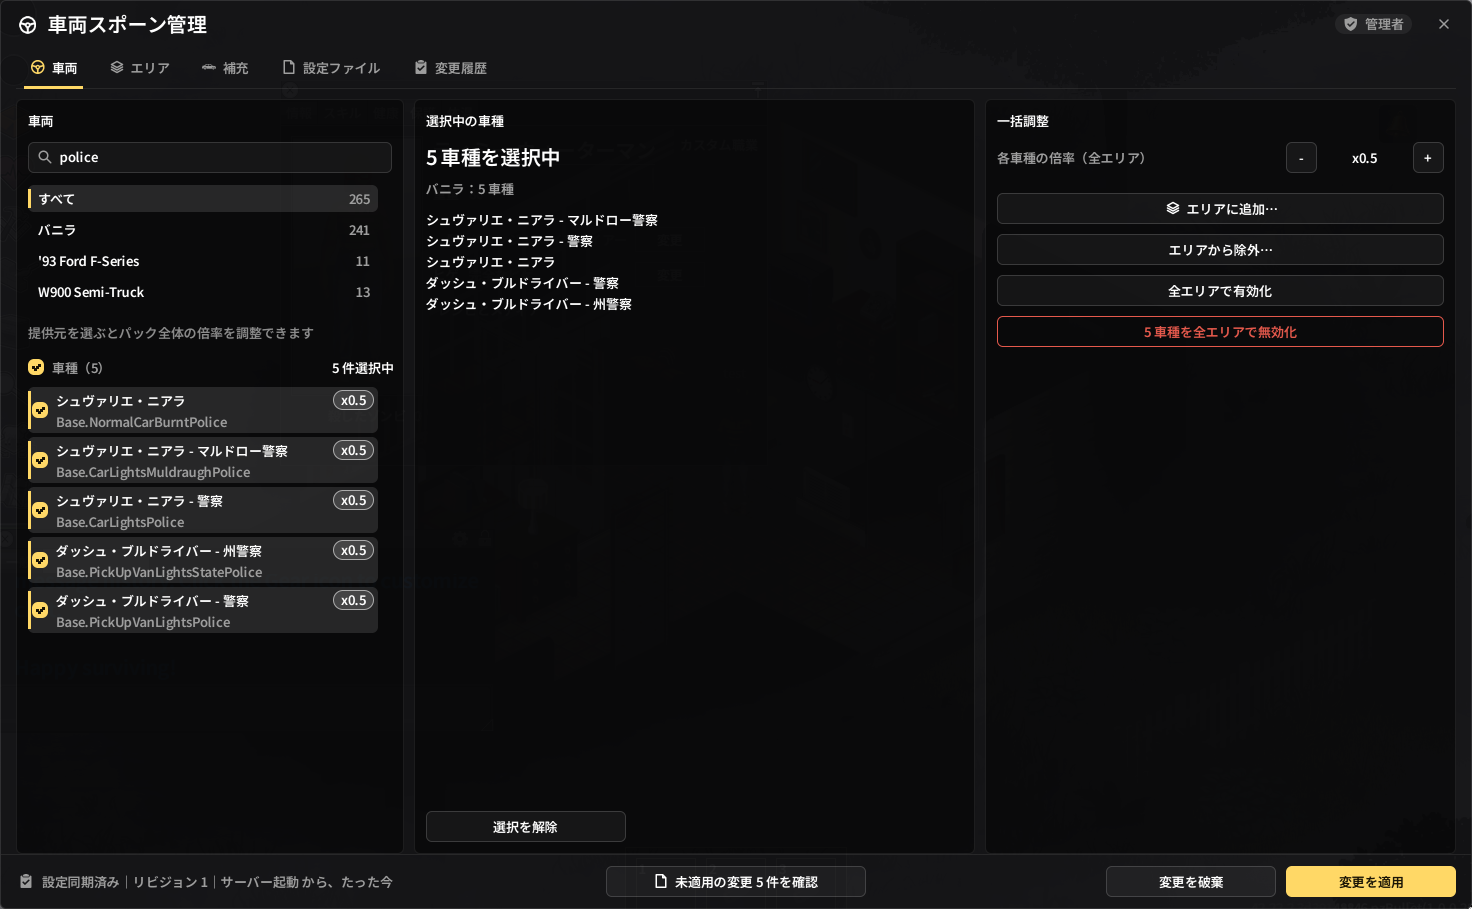 車両スポーン管理
管理者
車両
エリア
補充
設定ファイル
変更履歴
車両
police
すべて 265
バニラ 241
'93 Ford F-Series 11
W900 Semi-Truck 13
提供元を選ぶとパック全体の倍率を調整できます
車種（5） 5 件選択中
シュヴァリエ・ニアラ x0.5
Base.NormalCarBurntPolice
シュヴァリエ・ニアラ - マルドロー警察 x0.5
Base.CarLightsMuldraughPolice
シュヴァリエ・ニアラ - 警察 x0.5
Base.CarLightsPolice
ダッシュ・ブルドライバー - 州警察 x0.5
Base.PickUpVanLightsStatePolice
ダッシュ・ブルドライバー - 警察 x0.5
Base.PickUpVanLightsPolice
選択中の車種
5 車種を選択中
バニラ：5 車種
シュヴァリエ・ニアラ - マルドロー警察
シュヴァリエ・ニアラ - 警察
シュヴァリエ・ニアラ
ダッシュ・ブルドライバー - 警察
ダッシュ・ブルドライバー - 州警察
選択を解除
一括調整
各車種の倍率（全エリア） - x0.5 +
エリアに追加…
エリアから除外…
全エリアで有効化
5 車種を全エリアで無効化
設定同期済み | リビジョン 1 | サーバー起動 から、たった今
未適用の変更 5 件を確認
変更を破棄
変更を適用